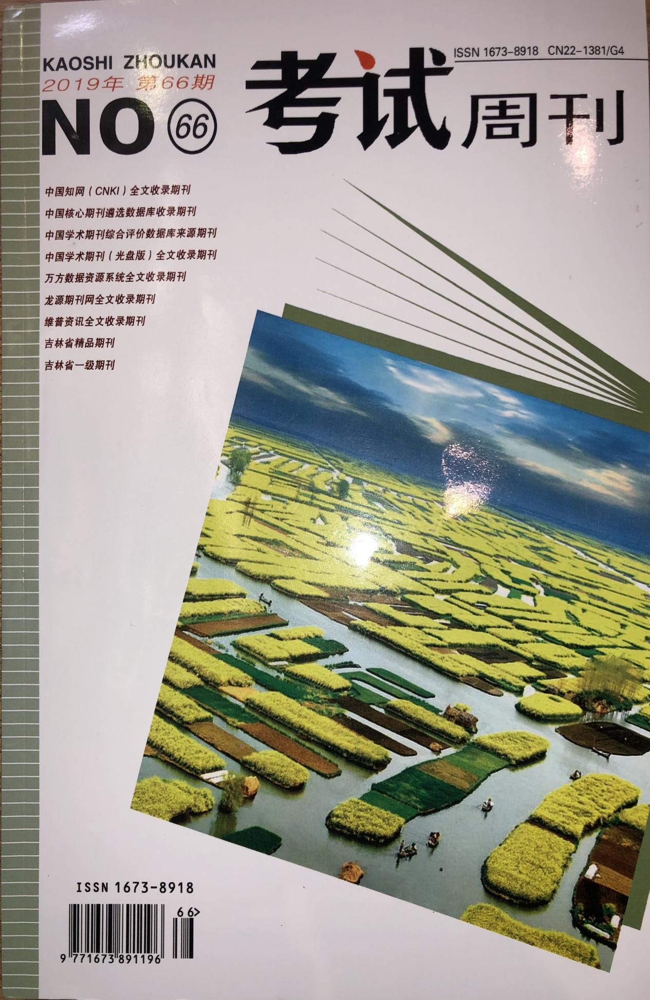 KAOSHI ZHOUKAN
2019年 第66期
NO 66
考试周刊
ISSN 1673-8918 CN22-1381/G4
中国知网（CNKI）全文收录期刊
中国核心期刊遴选数据库收录期刊
中国学术期刊综合评价数据库来源期刊
中国学术期刊（光盘版）全文收录期刊
万方数据资源系统全文收录期刊
龙源期刊网全文收录期刊
维普资讯全文收录期刊
吉林省精品期刊
吉林省一级期刊
ISSN 1673-8918
66>
9 771673 891196